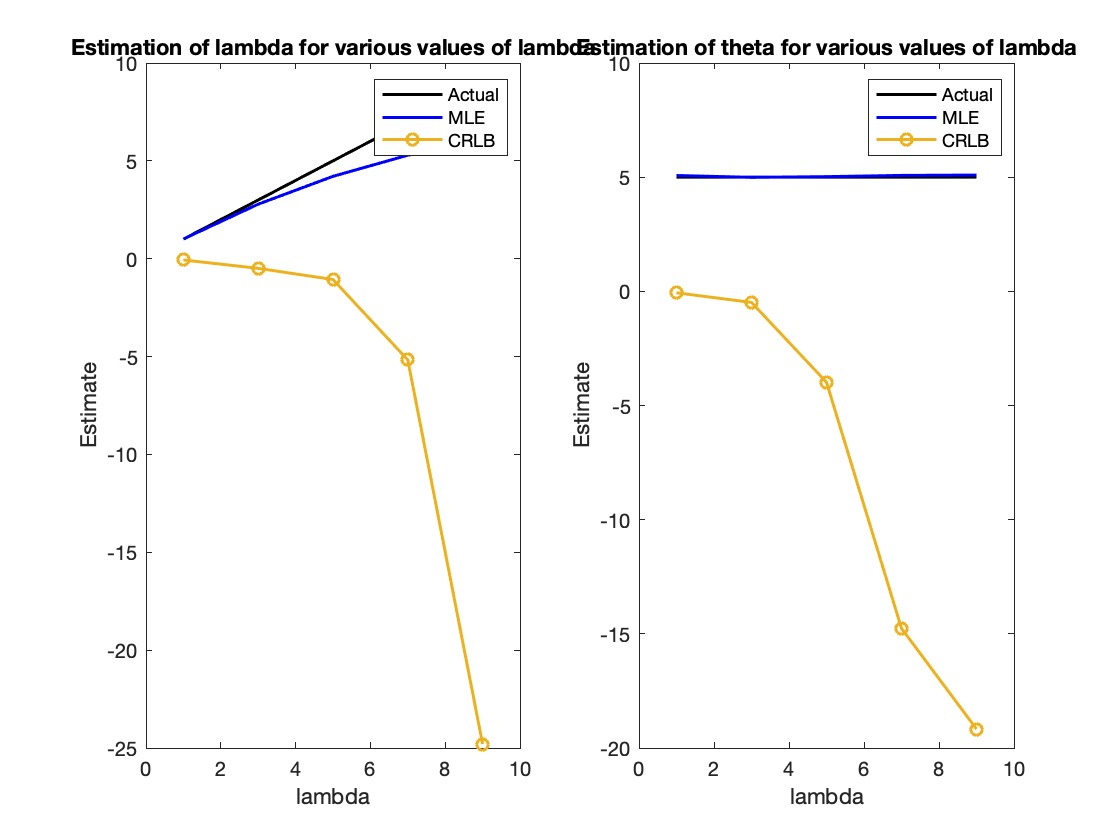 Estimation of lambda for various values of lambda
10
5
0
-5
-10
-15
-20
-25
Estimate
0 2 4 6 8 10
lambda
Actual
MLE
CRLB
Estimation of theta for various values of lambda
10
5
0
-5
-10
-15
-20
Estimate
0 2 4 6 8 10
lambda
Actual
MLE
CRLB